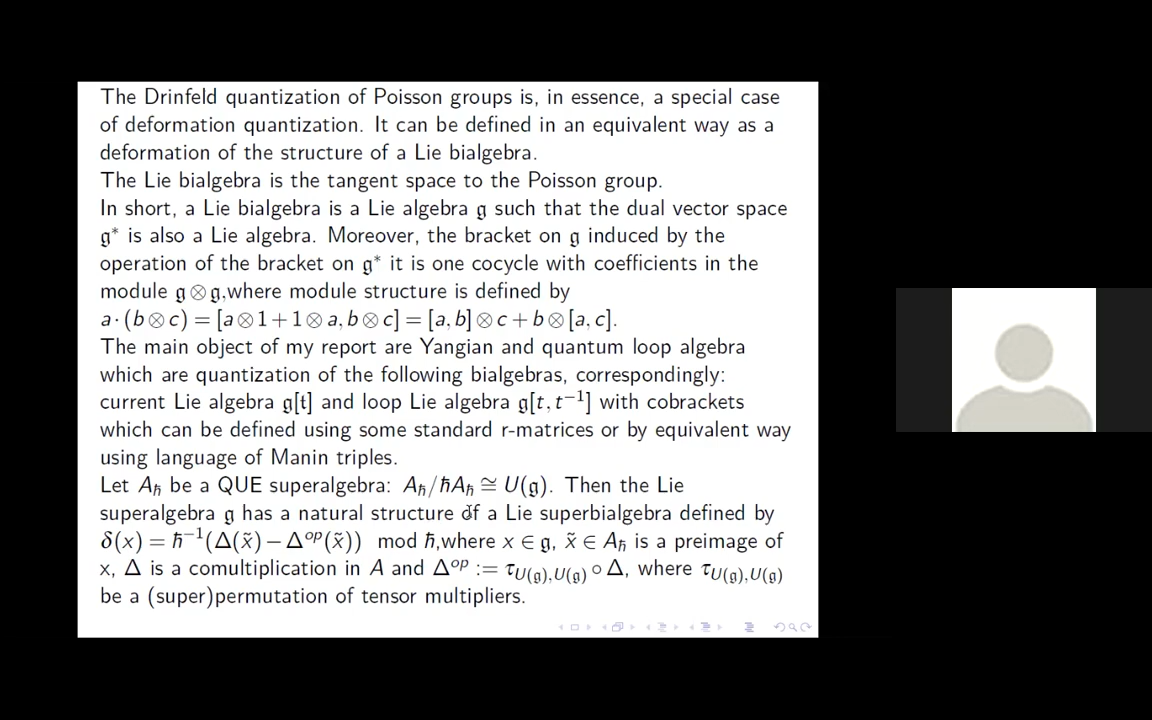 The Drinfeld quantization of Poisson groups is, in essence, a special case
of deformation quantization. It can be defined in an equivalent way as a
deformation of the structure of a Lie bialgebra.
The Lie bialgebra is the tangent space to the Poisson group.
In short, a Lie bialgebra is a Lie algebra 𝔤 such that the dual vector space
𝔤* is also a Lie algebra. Moreover, the bracket on 𝔤 induced by the
operation of the bracket on 𝔤* it is one cocycle with coefficients in the
module 𝔤⊗𝔤,where module structure is defined by
a·(b⊗c) = [a⊗1+1⊗a, b⊗c] = [a,b]⊗c+b⊗[a,c].
The main object of my report are Yangian and quantum loop algebra
which are quantization of the following bialgebras, correspondingly:
current Lie algebra 𝔤[t] and loop Lie algebra 𝔤[t,t⁻¹] with cobrackets
which can be defined using some standard r-matrices or by equivalent way
using language of Manin triples.
Let A_ħ be a QUE superalgebra: A_ħ/ħA_ħ ≅ U(𝔤). Then the Lie
superalgebra 𝔤 has a natural structure of a Lie superbialgebra defined by
δ(x) = ħ⁻¹(Δ(x̃)−Δ^{op}(x̃)) mod ħ,where x ∈ 𝔤, x̃ ∈ A_ħ is a preimage of
x, Δ is a comultiplication in A and Δ^{op} := τ_{U(𝔤),U(𝔤)}∘Δ, where τ_{U(𝔤),U(𝔤)}
be a (super)permutation of tensor multipliers.